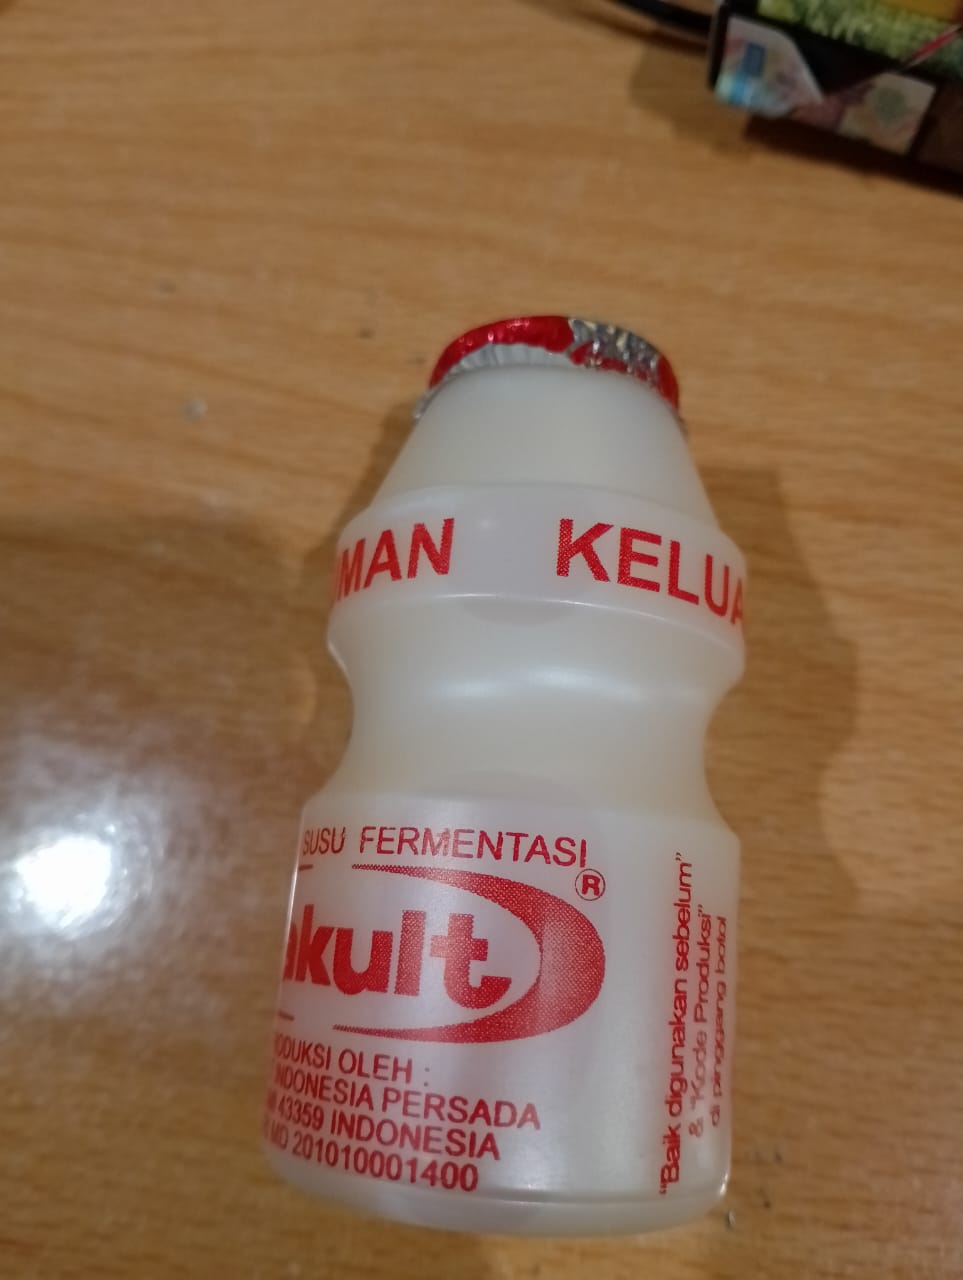 MAN KELUA
SUSU FERMENTASI
akult®
ODUKSI OLEH :
INDONESIA PERSADA
43359 INDONESIA
MD 201010001400
"Baik digunakan sebelum"
& "Kode Produksi"
di pinggang botol